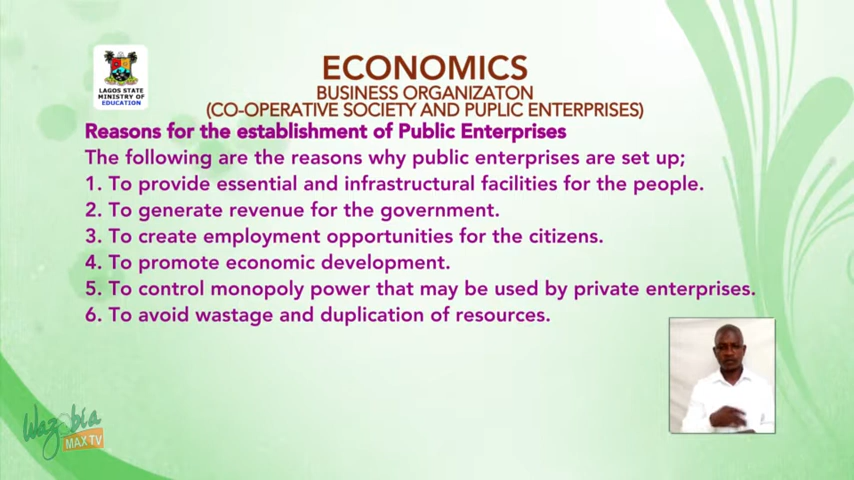 LAGOS STATE
MINISTRY OF
EDUCATION
ECONOMICS
BUSINESS ORGANIZATON
(CO-OPERATIVE SOCIETY AND PUPLIC ENTERPRISES)
Reasons for the establishment of Public Enterprises
The following are the reasons why public enterprises are set up;
1. To provide essential and infrastructural facilities for the people.
2. To generate revenue for the government.
3. To create employment opportunities for the citizens.
4. To promote economic development.
5. To control monopoly power that may be used by private enterprises.
6. To avoid wastage and duplication of resources.
Wazobia
MAX TV